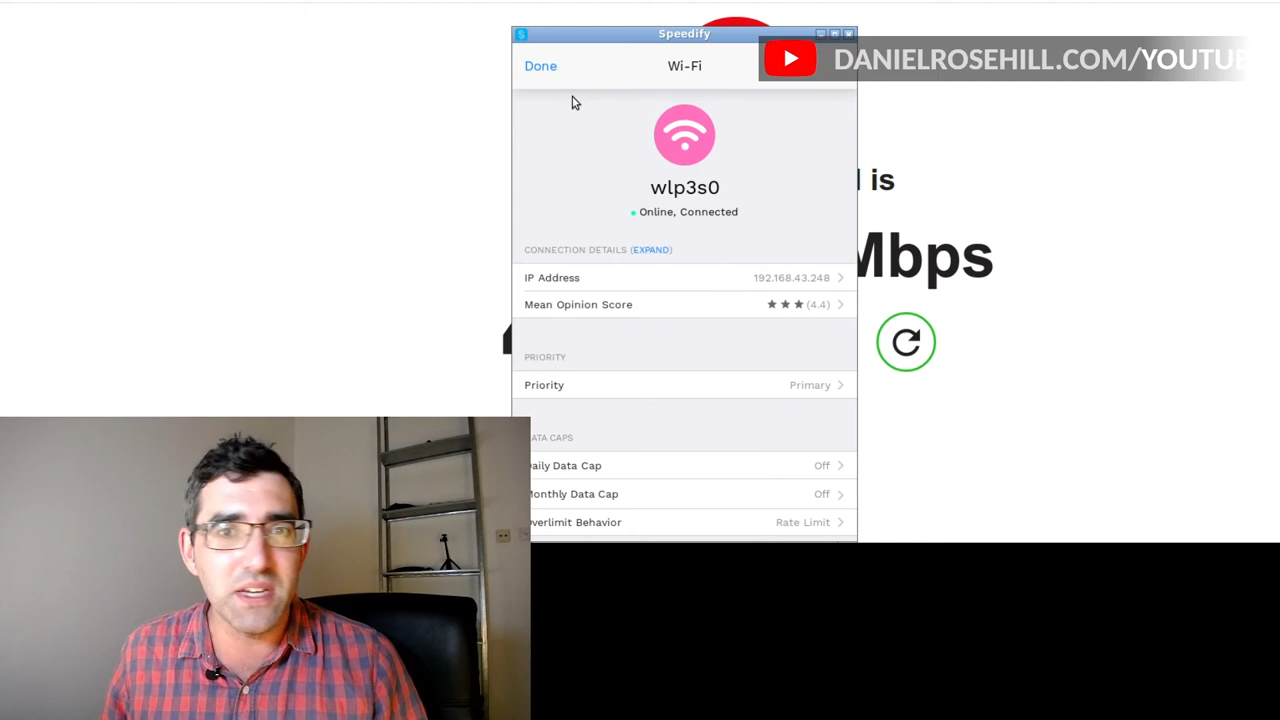 Speedify
Done
Wi-Fi
DANIELROSEHILL.COM/YOUTUB
wlp3s0
Online, Connected
is
CONNECTION DETAILS (EXPAND)
Mbps
IP Address 192.168.43.248
Mean Opinion Score ★ ★ ★ (4.4)
PRIORITY
Priority Primary
ATA CAPS
aily Data Cap Off
onthly Data Cap Off
verlimit Behavior Rate Limit